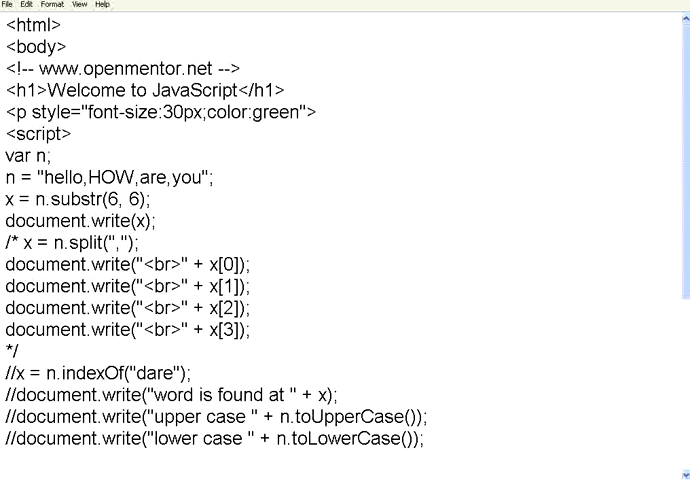 File Edit Format View Help
<html>
<body>
<!-- www.openmentor.net -->
<h1>Welcome to JavaScript</h1>
<p style="font-size:30px;color:green">
<script>
var n;
n = "hello,HOW,are,you";
x = n.substr(6, 6);
document.write(x);
/* x = n.split(",");
document.write("<br>" + x[0]);
document.write("<br>" + x[1]);
document.write("<br>" + x[2]);
document.write("<br>" + x[3]);
*/
//x = n.indexOf("dare");
//document.write("word is found at " + x);
//document.write("upper case " + n.toUpperCase());
//document.write("lower case " + n.toLowerCase());